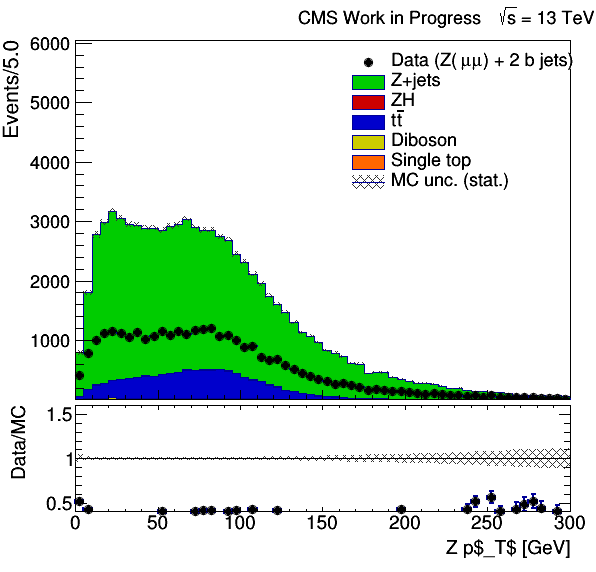 CMS Work in Progress √s = 13 TeV
Events/5.0
6000
5000
4000
3000
2000
1000
Data (Z(μμ) + 2 b jets)
Z+jets
ZH
tt̄
Diboson
Single top
MC unc. (stat.)
Data/MC
1.5
1
0.5
0 50 100 150 200 250 300
Z p$_T$ [GeV]